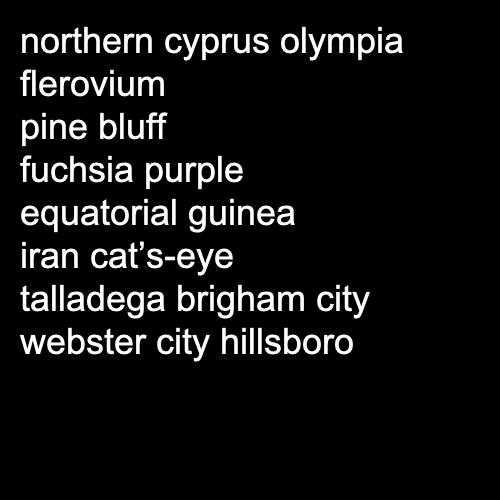 northern cyprus olympia
flerovium
pine bluff
fuchsia purple
equatorial guinea
iran cat’s-eye
talladega brigham city
webster city hillsboro